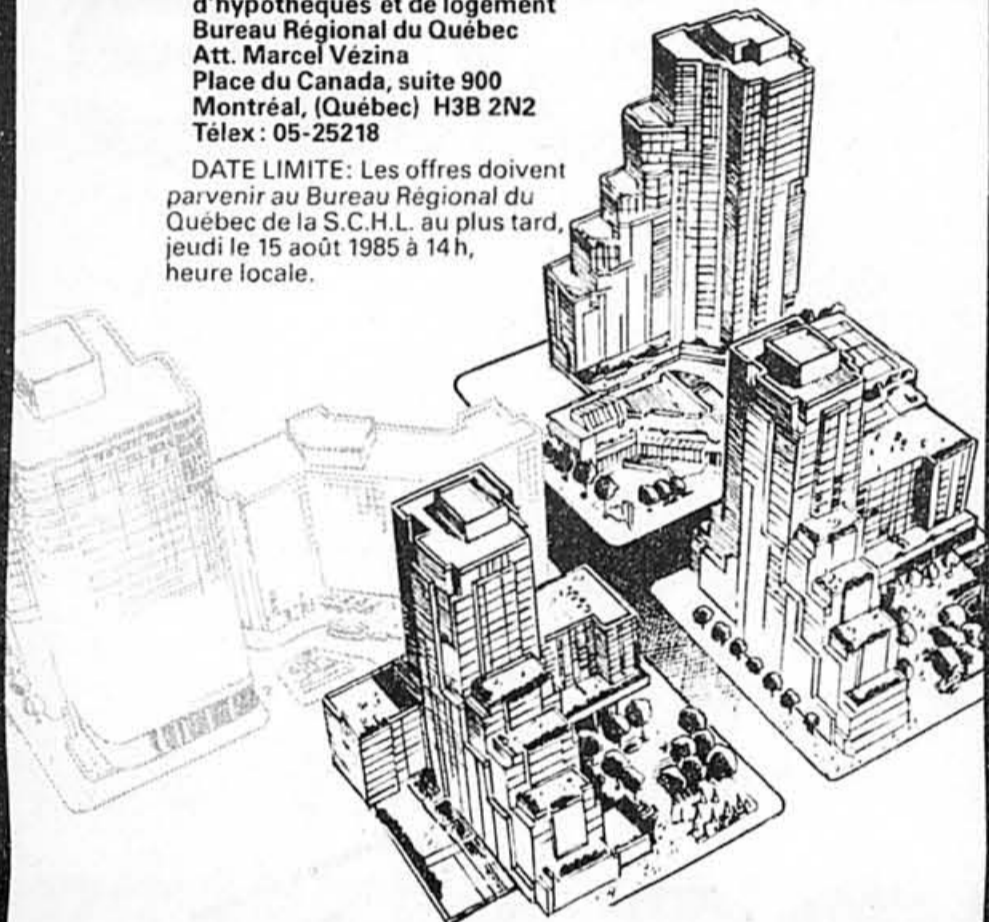 d'hypothèques et de logement
Bureau Régional du Québec
Att. Marcel Vézina
Place du Canada, suite 900
Montréal, (Québec) H3B 2N2
Télex: 05-25218
DATE LIMITE: Les offres doivent
parvenir au Bureau Régional du
Québec de la S.C.H.L. au plus tard,
jeudi le 15 août 1985 à 14 h,
heure locale.